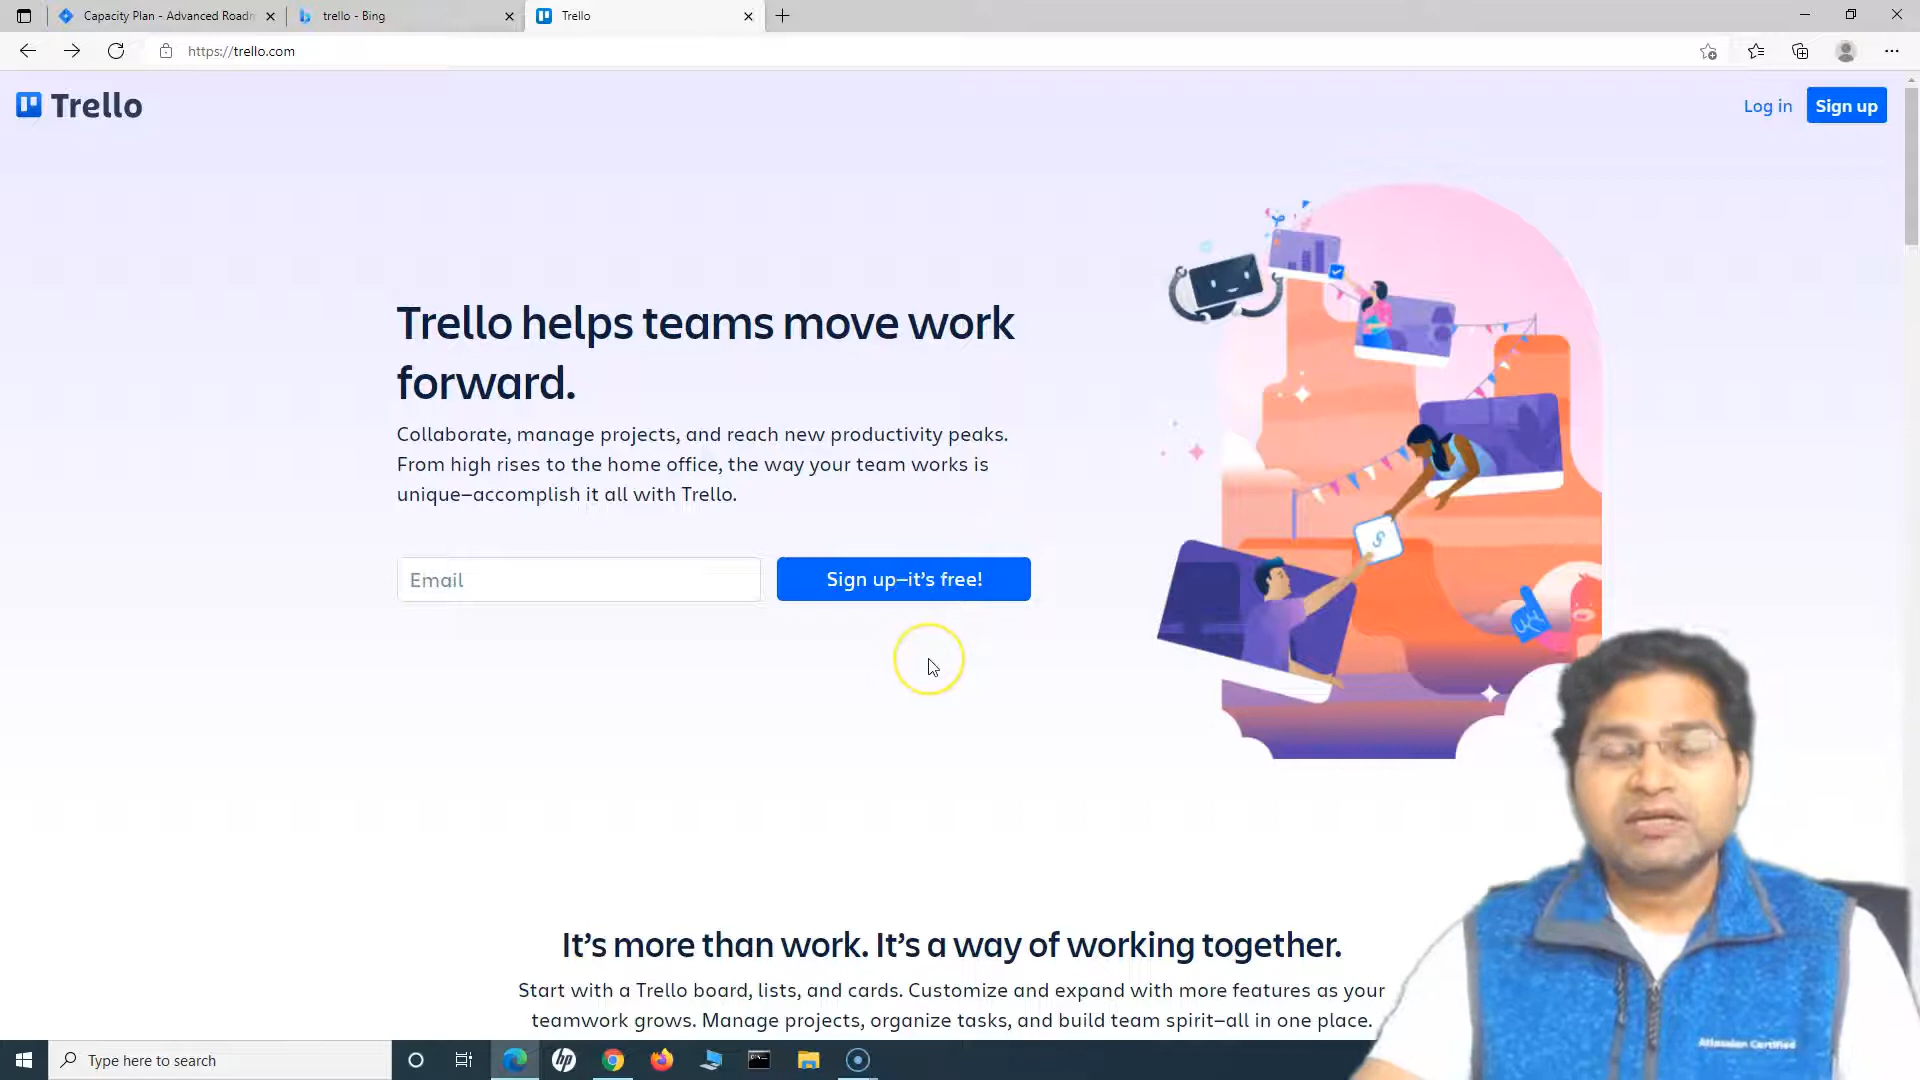 Capacity Plan - Advanced Roadm
trello - Bing
Trello
https://trello.com
Trello
Log in
Sign up
Trello helps teams move work
forward.
Collaborate, manage projects, and reach new productivity peaks.
From high rises to the home office, the way your team works is
unique—accomplish it all with Trello.
Email
Sign up—it's free!
It's more than work. It's a way of working together.
Start with a Trello board, lists, and cards. Customize and expand with more features as your
teamwork grows. Manage projects, organize tasks, and build team spirit—all in one place.
Atlassian Certified
Type here to search
hp